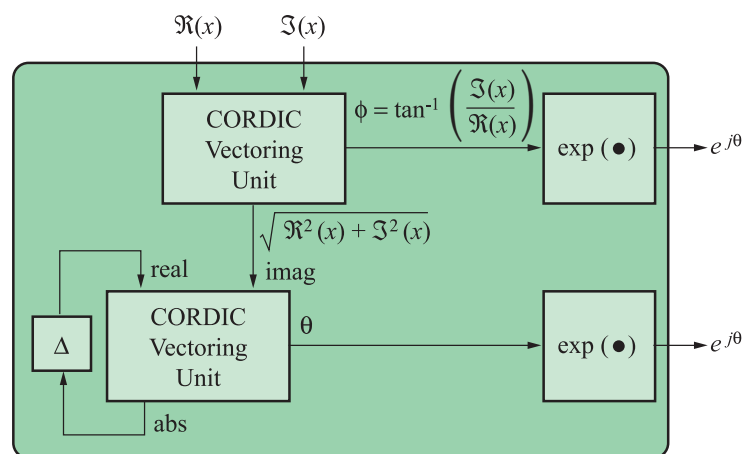 ℜ(x) ℑ(x)
CORDIC
Vectoring
Unit
ϕ = tan⁻¹ (ℑ(x)/ℜ(x))
exp (●)
e^{jθ}
√(ℜ²(x) + ℑ²(x))
real
imag
CORDIC
Vectoring
Unit
Δ
θ
exp (●)
e^{jθ}
abs